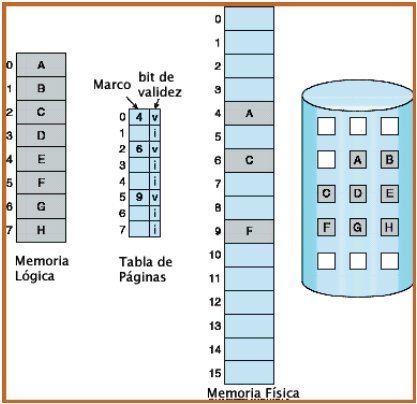 0 A
1 B
2 C
3 D
4 E
5 F
6 G
7 H
Memoria
Lógica
Marco
bit de
validez
0 4 v
1 i
2 6 v
3 i
4 i
5 9 v
6 i
7 i
Tabla de
Páginas
0
1
2
3
4 A
5
6 C
7
8
9 F
10
11
12
13
14
15
Memoria Física
A B
C D E
F G H